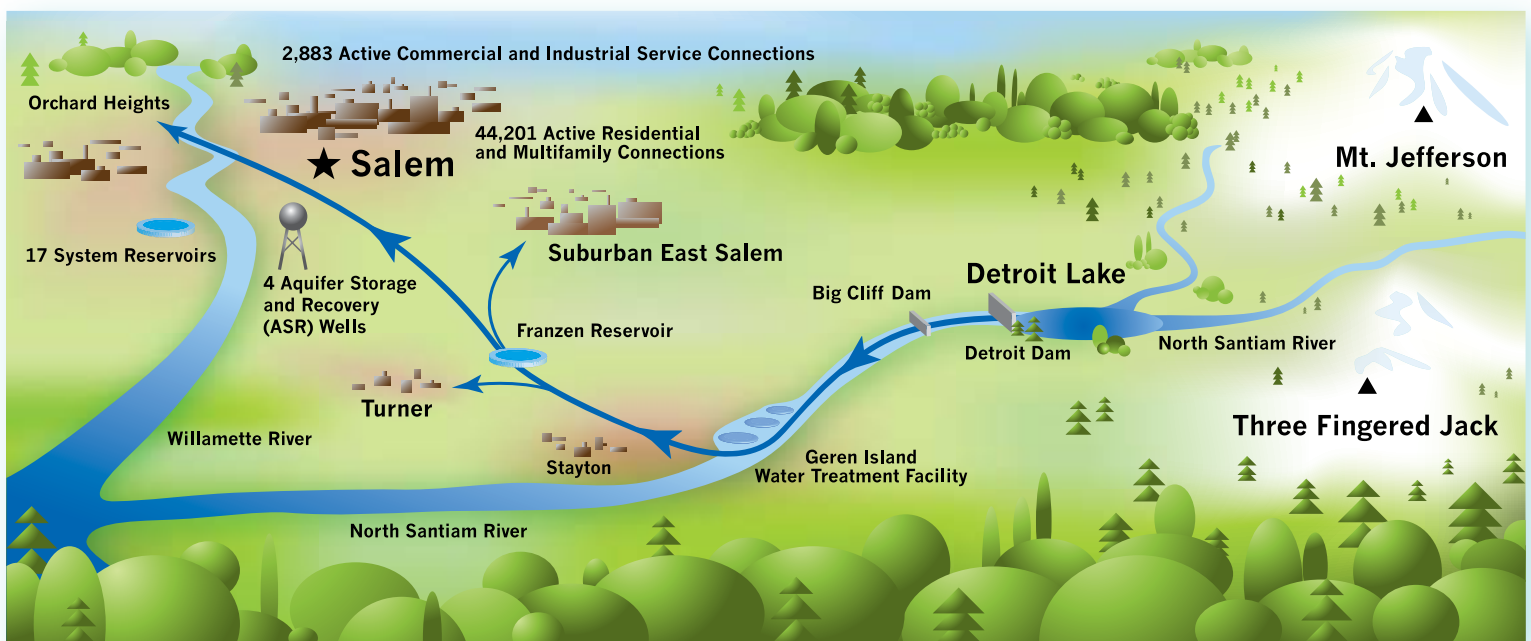 2,883 Active Commercial and Industrial Service Connections
Orchard Heights
44,201 Active Residential
and Multifamily Connections
Salem
Mt. Jefferson
17 System Reservoirs
Suburban East Salem
4 Aquifer Storage
and Recovery
(ASR) Wells
Detroit Lake
Big Cliff Dam
Franzen Reservoir
Detroit Dam
North Santiam River
Turner
Three Fingered Jack
Willamette River
Stayton
Geren Island
Water Treatment Facility
North Santiam River